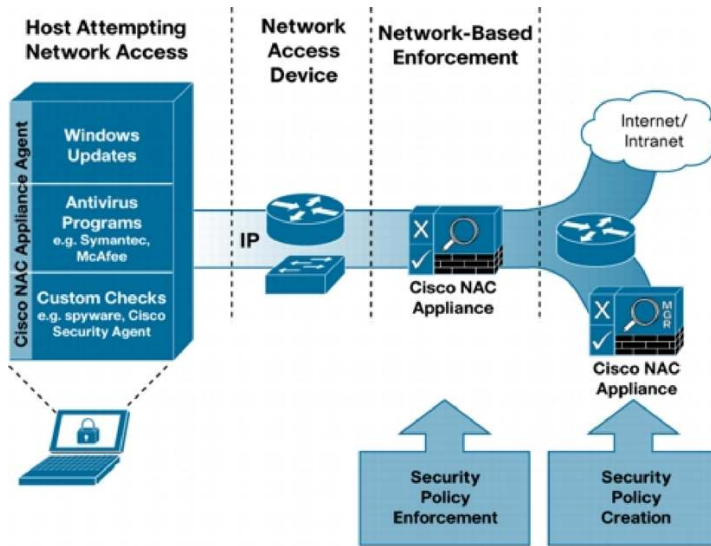 Host Attempting
Network Access
Network
Access
Device
Network-Based
Enforcement
Cisco NAC Appliance Agent
Windows
Updates
Antivirus
Programs
e.g. Symantec,
McAfee
Custom Checks
e.g. spyware, Cisco
Security Agent
IP
Cisco NAC
Appliance
Internet/
Intranet
MGR
Cisco NAC
Appliance
Security
Policy
Enforcement
Security
Policy
Creation